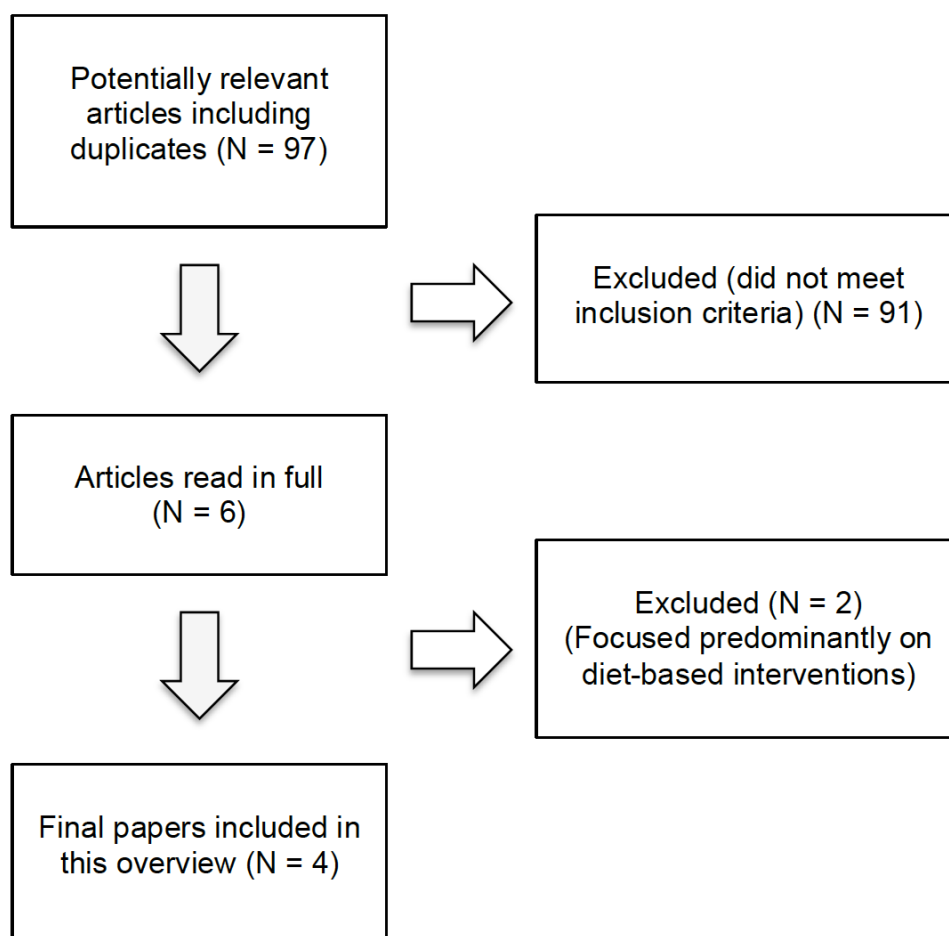 Potentially relevant
articles including
duplicates (N = 97)
Excluded (did not meet
inclusion criteria) (N = 91)
Articles read in full
(N = 6)
Excluded (N = 2)
(Focused predominantly on
diet-based interventions)
Final papers included in
this overview (N = 4)